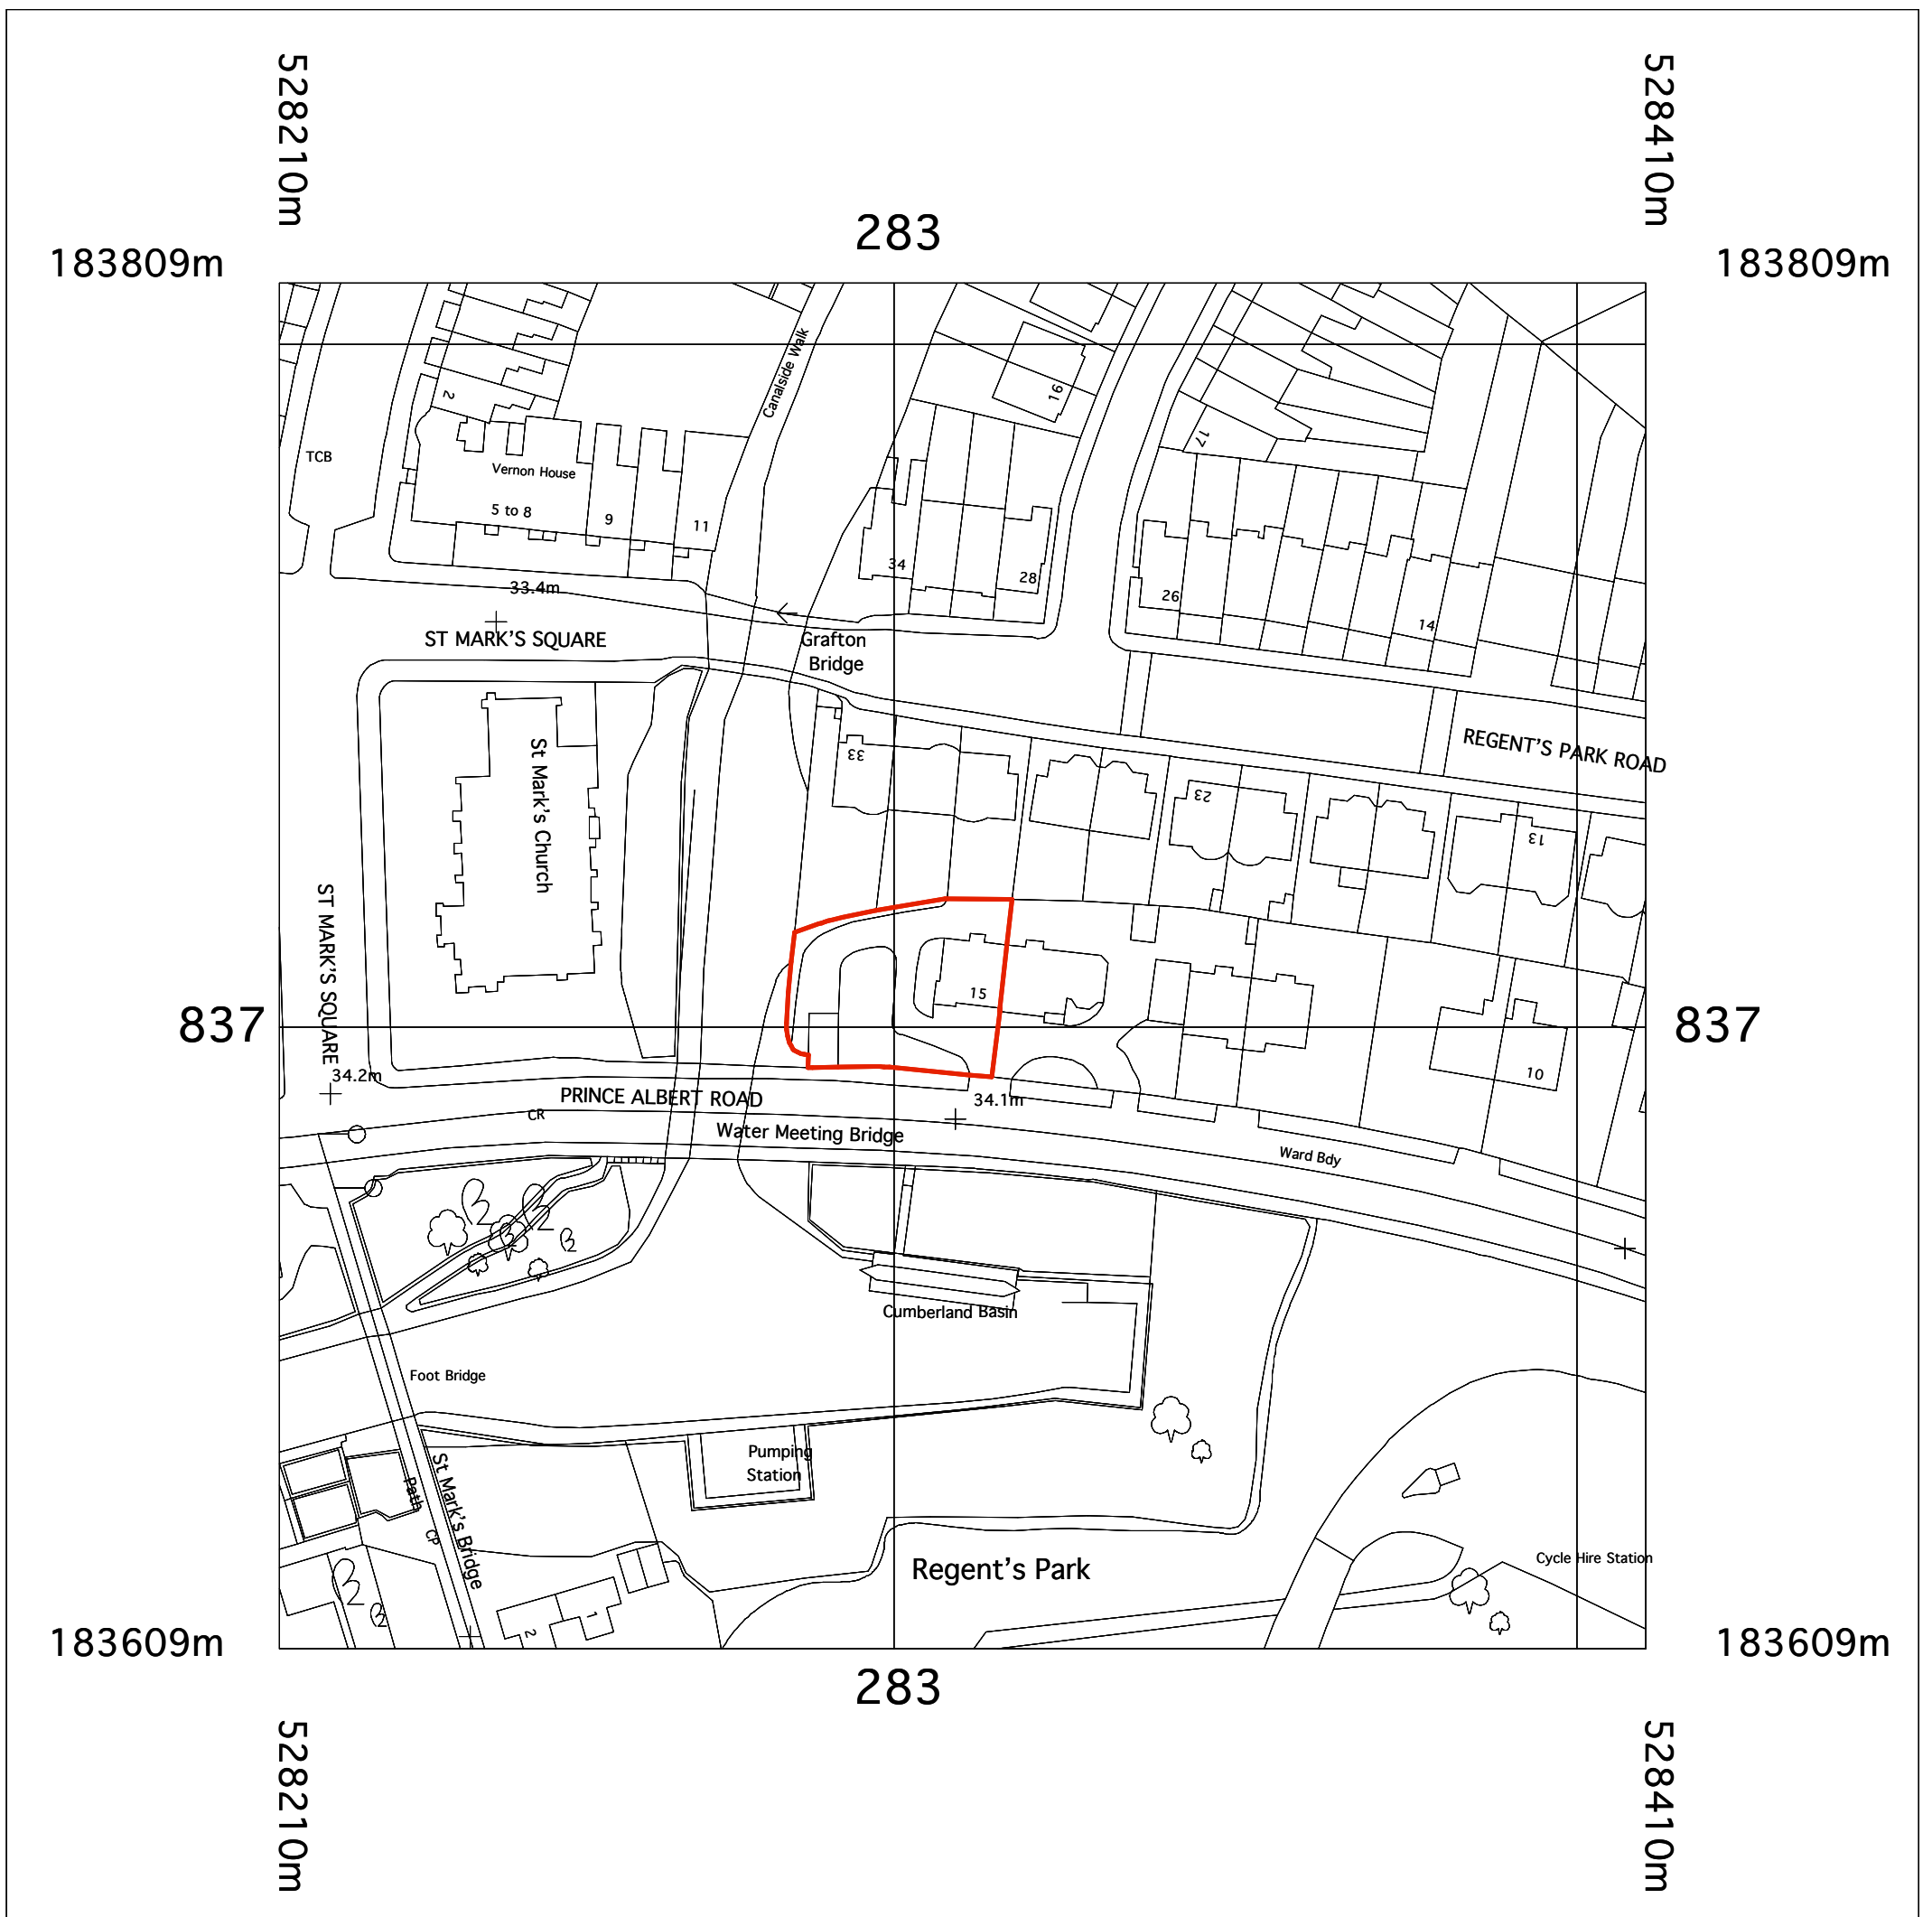 528210m
528410m
283
183809m
183809m
Canalside Walk
16
2
17
TCB
Vernon House
5 to 8
9
11
34
28
33.4m
26
14
ST MARK'S SQUARE
Grafton
Bridge
REGENT'S PARK ROAD
33
23
13
St Mark's Church
ST MARK'S SQUARE
15
837
837
34.2m
10
PRINCE ALBERT ROAD
34.1m
CR
Water Meeting Bridge
Ward Bdy
Cumberland Basin
Foot Bridge
Pumping
Station
Path
St Mark's Bridge
CP
Cycle Hire Station
Regent's Park
1
2
183609m
183609m
283
528210m
528410m